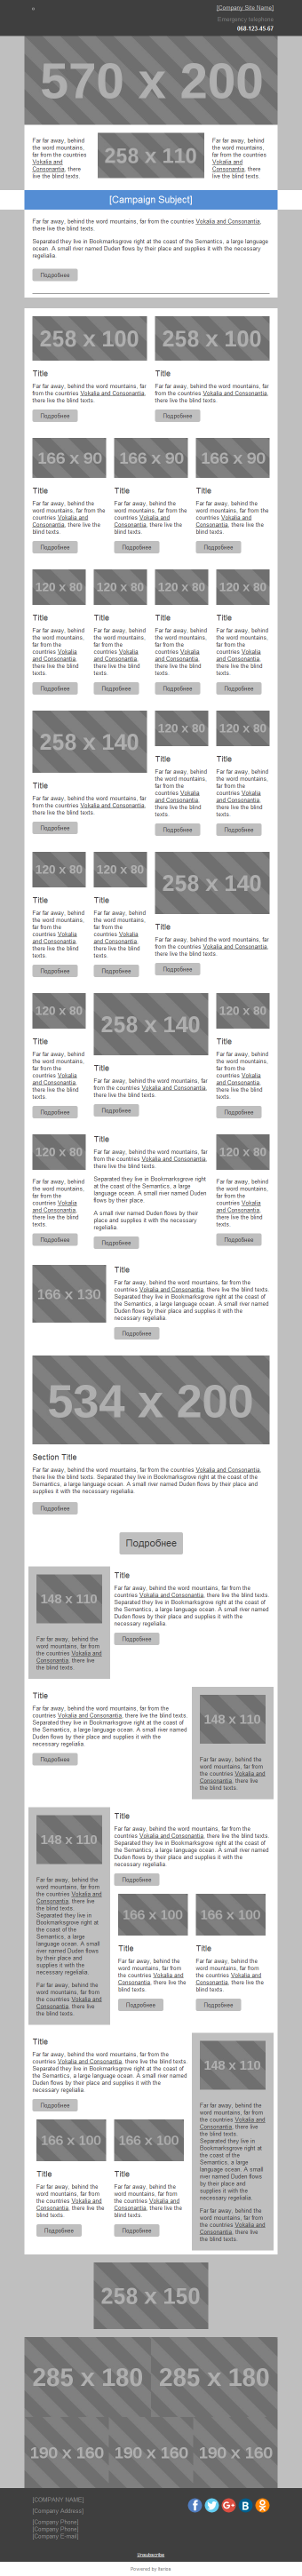 [Company Site Name]
Emergency telephone
068-123-45-67
570 x 200
Far far away, behind
the word mountains,
far from the countries
Vokalia and
Consonantia, there
live the blind texts.
258 x 110
Far far away, behind
the word mountains,
far from the countries
Vokalia and
Consonantia, there
live the blind texts.
[Campaign Subject]
Far far away, behind the word mountains, far from the countries Vokalia and Consonantia,
there live the blind texts.
Separated they live in Bookmarksgrove right at the coast of the Semantics, a large language
ocean. A small river named Duden flows by their place and supplies it with the necessary
regelialia.
Подробнее
258 x 100
258 x 100
Title
Title
Far far away, behind the word mountains, far
from the countries Vokalia and Consonantia,
there live the blind texts.
Подробнее
Far far away, behind the word mountains, far
from the countries Vokalia and Consonantia,
there live the blind texts.
Подробнее
166 x 90
166 x 90
166 x 90
Title
Title
Title
Far far away, behind the
word mountains, far from the
countries Vokalia and
Consonantia, there live the
blind texts.
Подробнее
Far far away, behind the
word mountains, far from the
countries Vokalia and
Consonantia, there live the
blind texts.
Подробнее
Far far away, behind the
word mountains, far from the
countries Vokalia and
Consonantia, there live the
blind texts.
Подробнее
120 x 80
120 x 80
120 x 80
120 x 80
Title
Title
Title
Title
Far far away, behind
the word mountains,
far from the
countries Vokalia
and Consonantia,
there live the blind
texts.
Подробнее
Far far away, behind
the word mountains,
far from the
countries Vokalia
and Consonantia,
there live the blind
texts.
Подробнее
Far far away, behind
the word mountains,
far from the
countries Vokalia
and Consonantia,
there live the blind
texts.
Подробнее
Far far away, behind
the word mountains,
far from the
countries Vokalia
and Consonantia,
there live the blind
texts.
Подробнее
258 x 140
Title
Far far away, behind the word mountains, far
from the countries Vokalia and Consonantia,
there live the blind texts.
Подробнее
120 x 80
Title
Far far away, behind
the word mountains,
far from the
countries Vokalia
and Consonantia,
there live the blind
texts.
Подробнее
120 x 80
Title
Far far away, behind
the word mountains,
far from the
countries Vokalia
and Consonantia,
there live the blind
texts.
Подробнее
120 x 80
Title
Far far away, behind
the word mountains,
far from the
countries Vokalia
and Consonantia,
there live the blind
texts.
Подробнее
120 x 80
Title
Far far away, behind
the word mountains,
far from the
countries Vokalia
and Consonantia,
there live the blind
texts.
Подробнее
258 x 140
Title
Far far away, behind the word mountains, far
from the countries Vokalia and Consonantia,
there live the blind texts.
Подробнее
120 x 80
Title
Far far away, behind
the word mountains,
far from the
countries Vokalia
and Consonantia,
there live the blind
texts.
Подробнее
258 x 140
Title
Far far away, behind the word mountains, far
from the countries Vokalia and Consonantia,
there live the blind texts.
Подробнее
120 x 80
Title
Far far away, behind
the word mountains,
far from the
countries Vokalia
and Consonantia,
there live the blind
texts.
Подробнее
120 x 80
Far far away, behind
the word mountains,
far from the
countries Vokalia
and Consonantia,
there live the blind
texts.
Подробнее
Title
Far far away, behind the word mountains, far
from the countries Vokalia and Consonantia,
there live the blind texts.
Separated they live in Bookmarksgrove right
at the coast of the Semantics, a large
language ocean. A small river named Duden
flows by their place.
A small river named Duden flows by their
place and supplies it with the necessary
regelialia.
Подробнее
120 x 80
Far far away, behind
the word mountains,
far from the
countries Vokalia
and Consonantia,
there live the blind
texts.
Подробнее
166 x 130
Title
Far far away, behind the word mountains, far from the
countries Vokalia and Consonantia, there live the blind texts.
Separated they live in Bookmarksgrove right at the coast of
the Semantics, a large language ocean. A small river named
Duden flows by their place and supplies it with the
necessary regelialia.
Подробнее
534 x 200
Section Title
Far far away, behind the word mountains, far from the countries Vokalia and Consonantia,
there live the blind texts. Separated they live in Bookmarksgrove right at the coast of the
Semantics, a large language ocean. A small river named Duden flows by their place and
supplies it with the necessary regelialia.
Подробнее
Подробнее
148 x 110
Far far away, behind the
word mountains, far from
the countries Vokalia and
Consonantia, there live
the blind texts.
Title
Far far away, behind the word mountains, far from the
countries Vokalia and Consonantia, there live the blind texts.
Separated they live in Bookmarksgrove right at the coast of
the Semantics, a large language ocean. A small river named
Duden flows by their place and supplies it with the
necessary regelialia.
Подробнее
Title
Far far away, behind the word mountains, far from the
countries Vokalia and Consonantia, there live the blind texts.
Separated they live in Bookmarksgrove right at the coast of
the Semantics, a large language ocean. A small river named
Duden flows by their place and supplies it with the
necessary regelialia.
Подробнее
148 x 110
Far far away, behind the
word mountains, far from
the countries Vokalia and
Consonantia, there live
the blind texts.
148 x 110
Far far away, behind the
word mountains, far from
the countries Vokalia and
Consonantia, there live
the blind texts.
Separated they live in
Bookmarksgrove right at
the coast of the
Semantics, a large
language ocean. A small
river named Duden flows
by their place and
supplies it with the
necessary regelialia.
Far far away, behind the
word mountains, far from
the countries Vokalia and
Consonantia, there live
the blind texts.
Title
Far far away, behind the word mountains, far from the
countries Vokalia and Consonantia, there live the blind texts.
Separated they live in Bookmarksgrove right at the coast of
the Semantics, a large language ocean. A small river named
Duden flows by their place and supplies it with the
necessary regelialia.
Подробнее
166 x 100
166 x 100
Title
Title
Far far away, behind the
word mountains, far from
the countries Vokalia and
Consonantia, there live the
blind texts.
Подробнее
Far far away, behind the
word mountains, far from
the countries Vokalia and
Consonantia, there live the
blind texts.
Подробнее
Title
Far far away, behind the word mountains, far from the
countries Vokalia and Consonantia, there live the blind texts.
Separated they live in Bookmarksgrove right at the coast of
the Semantics, a large language ocean. A small river named
Duden flows by their place and supplies it with the
necessary regelialia.
Подробнее
166 x 100
166 x 100
Title
Title
Far far away, behind the
word mountains, far from
the countries Vokalia and
Consonantia, there live the
blind texts.
Подробнее
Far far away, behind the
word mountains, far from
the countries Vokalia and
Consonantia, there live the
blind texts.
Подробнее
148 x 110
Far far away, behind the
word mountains, far from
the countries Vokalia and
Consonantia, there live
the blind texts.
Separated they live in
Bookmarksgrove right at
the coast of the
Semantics, a large
language ocean. A small
river named Duden flows
by their place and
supplies it with the
necessary regelialia.
Far far away, behind the
word mountains, far from
the countries Vokalia and
Consonantia, there live
the blind texts.
258 x 150
285 x 180
285 x 180
190 x 160
190 x 160
190 x 160
[COMPANY NAME]
[Company Address]
[Company Phone]
[Company Phone]
[Company E-mail]
Unsubscribe